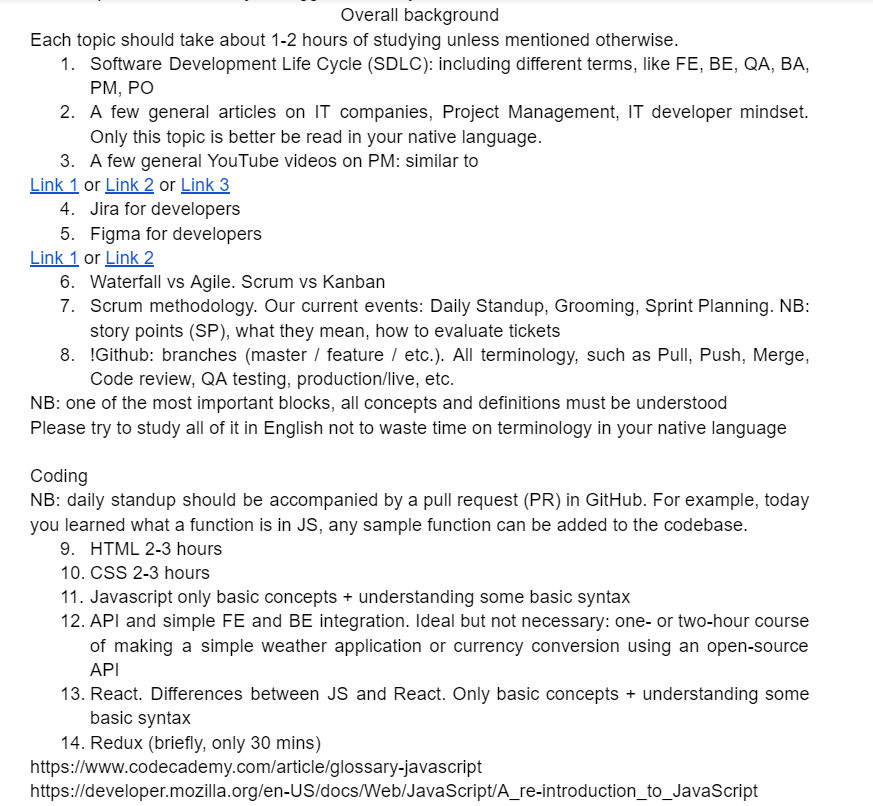 Overall background
Each topic should take about 1-2 hours of studying unless mentioned otherwise.
1. Software Development Life Cycle (SDLC): including different terms, like FE, BE, QA, BA,
PM, PO
2. A few general articles on IT companies, Project Management, IT developer mindset.
Only this topic is better be read in your native language.
3. A few general YouTube videos on PM: similar to
Link 1 or Link 2 or Link 3
4. Jira for developers
5. Figma for developers
Link 1 or Link 2
6. Waterfall vs Agile. Scrum vs Kanban
7. Scrum methodology. Our current events: Daily Standup, Grooming, Sprint Planning. NB:
story points (SP), what they mean, how to evaluate tickets
8. !Github: branches (master / feature / etc.). All terminology, such as Pull, Push, Merge,
Code review, QA testing, production/live, etc.
NB: one of the most important blocks, all concepts and definitions must be understood
Please try to study all of it in English not to waste time on terminology in your native language
Coding
NB: daily standup should be accompanied by a pull request (PR) in GitHub. For example, today
you learned what a function is in JS, any sample function can be added to the codebase.
9. HTML 2-3 hours
10. CSS 2-3 hours
11. Javascript only basic concepts + understanding some basic syntax
12. API and simple FE and BE integration. Ideal but not necessary: one- or two-hour course
of making a simple weather application or currency conversion using an open-source
API
13. React. Differences between JS and React. Only basic concepts + understanding some
basic syntax
14. Redux (briefly, only 30 mins)
https://www.codecademy.com/article/glossary-javascript
https://developer.mozilla.org/en-US/docs/Web/JavaScript/A_re-introduction_to_JavaScript